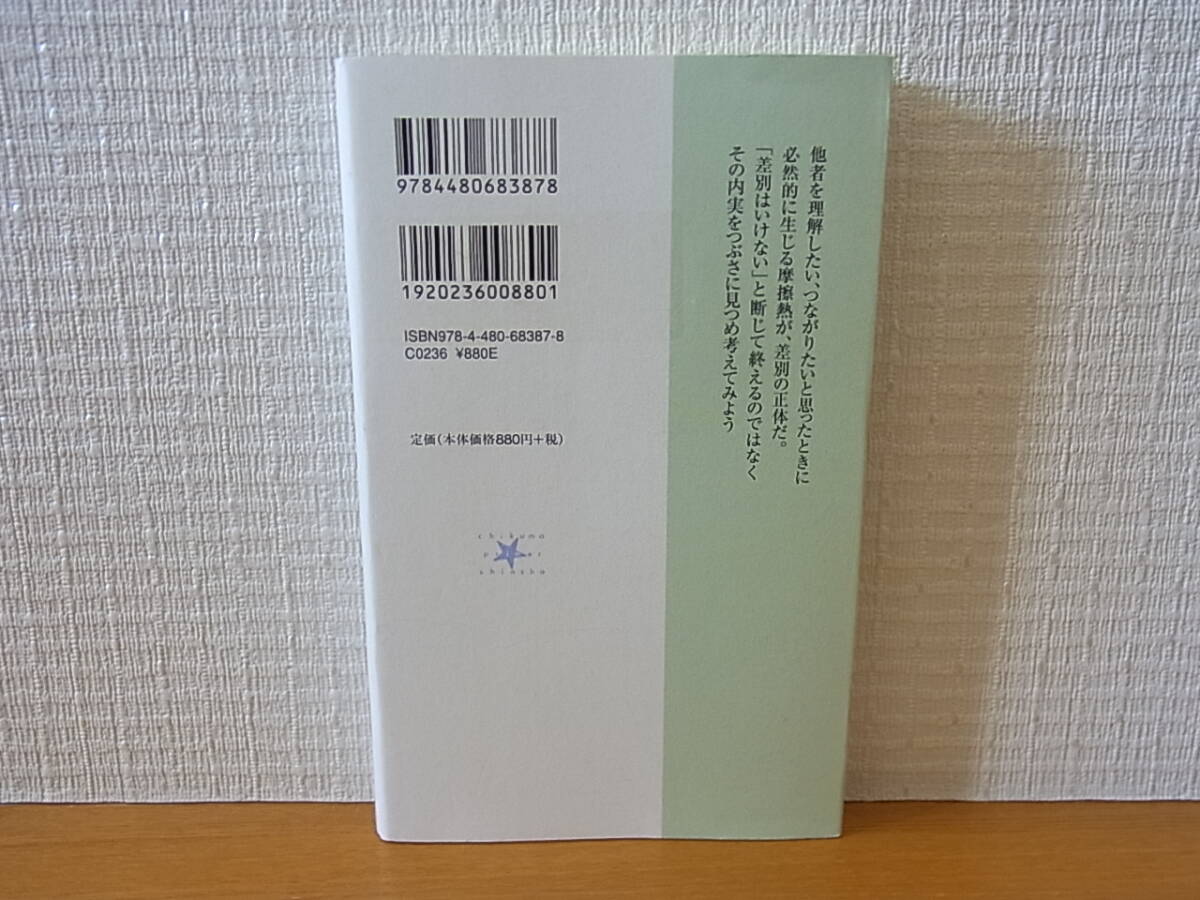 他者を理解したい、つながりたいと思ったときに
必然的に生じる摩擦熱が、差別の正体だ。
「差別はいけない」と断じて終えるのではなく
その内実をつぶさに見つめ考えてみよう
9784480683878
1920236008801
ISBN978-4-480-68387-8
C0236 ¥880E
定価(本体価格880円+税)
chikuma
primer
shinsho